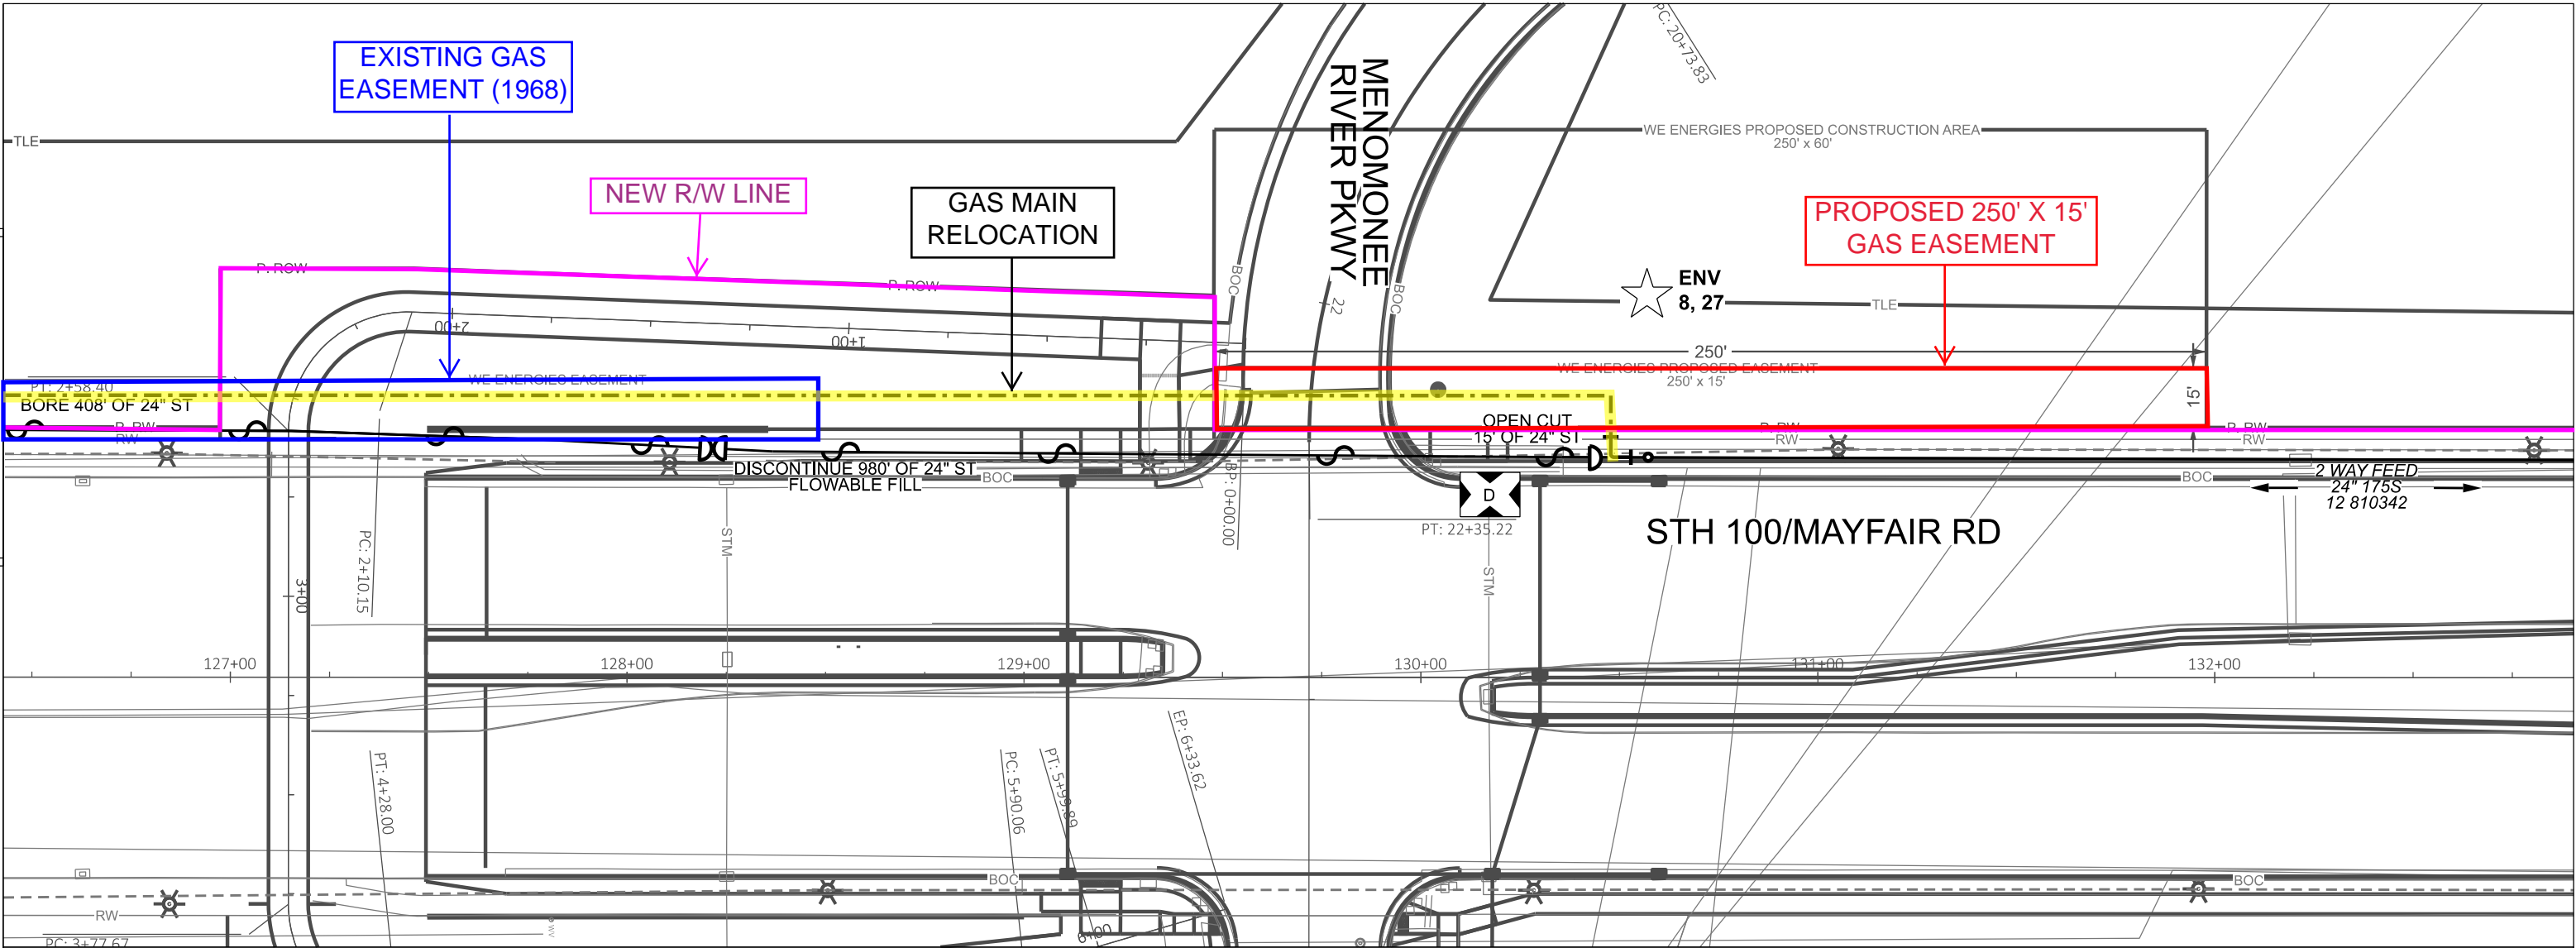 EXISTING GAS
EASEMENT (1968)
NEW R/W LINE
GAS MAIN
RELOCATION
MENOMONEE
RIVER PKWY
PC: 20+73.83
WE ENERGIES PROPOSED CONSTRUCTION AREA
250' x 60'
PROPOSED 250' X 15'
GAS EASEMENT
TLE
P. ROW
P. ROW
BOC
BOC
22
ENV
8, 27
TLE
2+00
1+00
250'
WE ENERGIES EASEMENT
WE ENERGIES PROPOSED EASEMENT
250' x 15'
15'
PT: 2+58.40
BORE 408' OF 24" ST
P. RW
RW
OPEN CUT
15' OF 24" ST
P. RW
RW
P. RW
RW
DISCONTINUE 980' OF 24" ST
FLOWABLE FILL
BOC
BP: 0+00.00
D
BOC
2 WAY FEED
24" 175S
12 810342
PT: 22+35.22
STH 100/MAYFAIR RD
STM
STM
PC: 2+10.15
3+00
127+00
128+00
129+00
130+00
131+00
132+00
PT: 4+28.00
PC: 5+90.06
PT: 5+99.89
EP: 6+33.62
BOC
BOC
RW
PC: 3+77.67
6+00